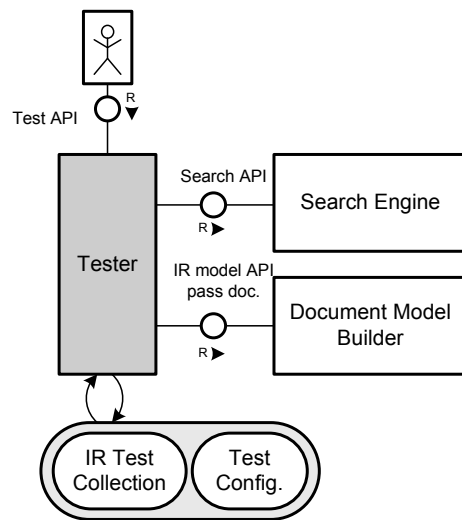 R
Test API
Search API
R
Search Engine
Tester
IR model API
pass doc.
R
Document Model
Builder
IR Test
Collection
Test
Config.